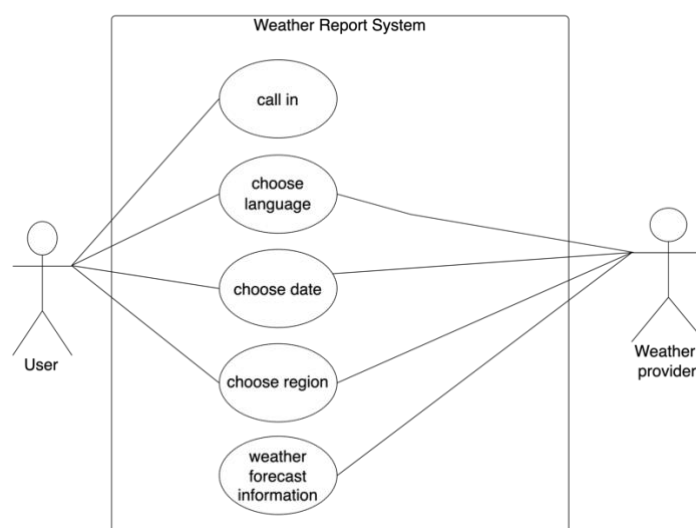 Weather Report System
call in
choose
language
choose date
choose region
weather
forecast
information
User
Weather
provider